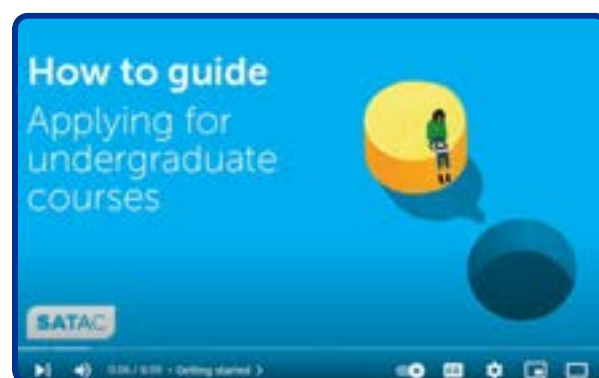 How to guide
Applying for
undergraduate
courses
SATAC
Getting started >